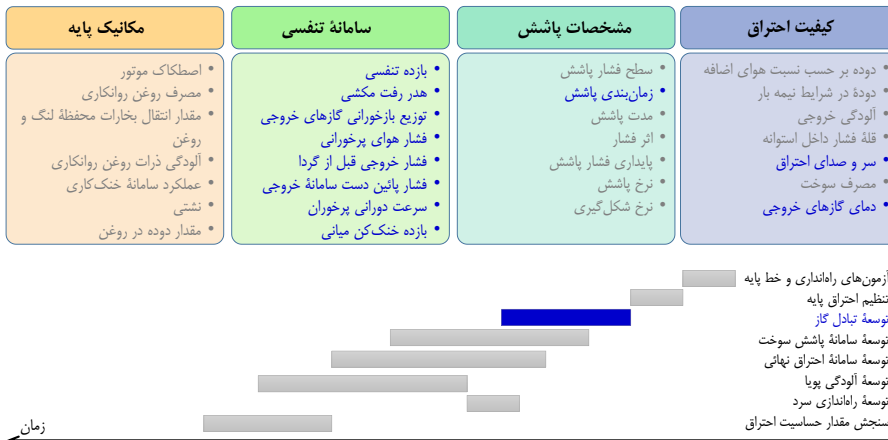 کیفیت احتراق
دوده بر حسب نسبت هوای اضافه
دودهٔ در شرایط نیمه بار
آلودگی خروجی
قلهٔ فشار داخل استوانه
سر و صدای احتراق
مصرف سوخت
دمای گازهای خروجی
مشخصات پاشش
سطح فشار پاشش
زمان‌بندی پاشش
مدت پاشش
اثر فشار
پایداری فشار پاشش
نرخ پاشش
نرخ شکل‌گیری
سامانهٔ تنفسی
بازده تنفسی
هدر رفت مکشی
توزیع بازخورانی گازهای خروجی
فشار هوای پرخورانی
فشار خروجی قبل از گردا
فشار پائین دست سامانهٔ خروجی
سرعت دورانی پرخوران
بازده خنک‌کن میانی
مکانیک پایه
اصطکاک موتور
مصرف روغن روانکاری
مقدار انتقال بخارات محفظهٔ لنگ و
روغن
آلودگی ذرات روغن روانکاری
عملکرد سامانهٔ خنک‌کاری
نشتی
مقدار دوده در روغن
آزمون‌های راه‌انداری و خط پایه
تنظیم احتراق پایه
توسعهٔ تبادل گاز
توسعهٔ سامانهٔ پاشش سوخت
توسعهٔ سامانهٔ احتراق نهائی
توسعهٔ آلودگی پویا
توسعهٔ راه‌اندازی سرد
سنجش مقدار حساسیت احتراق
زمان